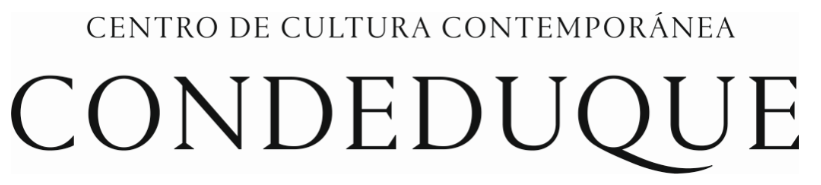 CENTRO DE CULTURA CONTEMPORÁNEA
CONDEDUQUE